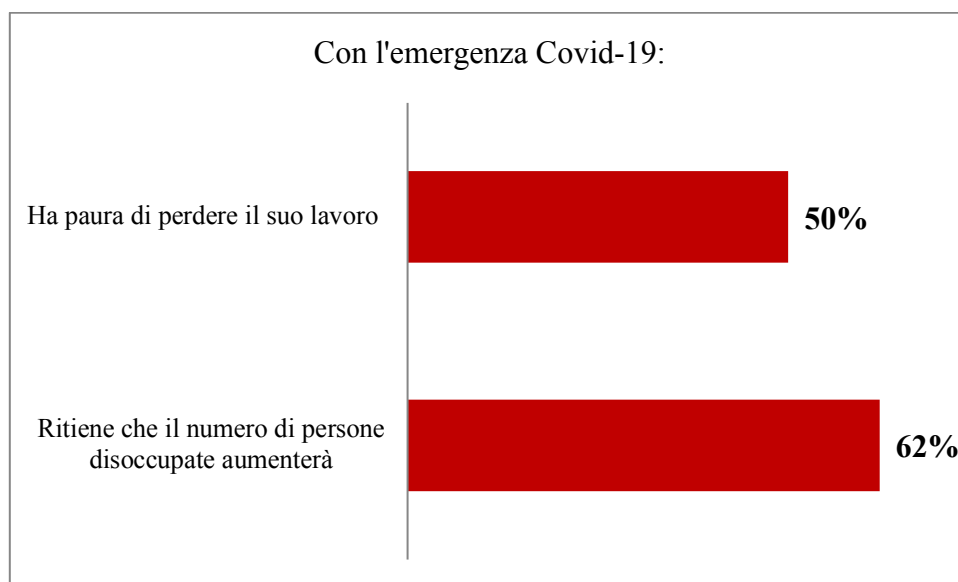 Con l'emergenza Covid-19:
Ha paura di perdere il suo lavoro
50%
Ritiene che il numero di persone
disoccupate aumenterà
62%